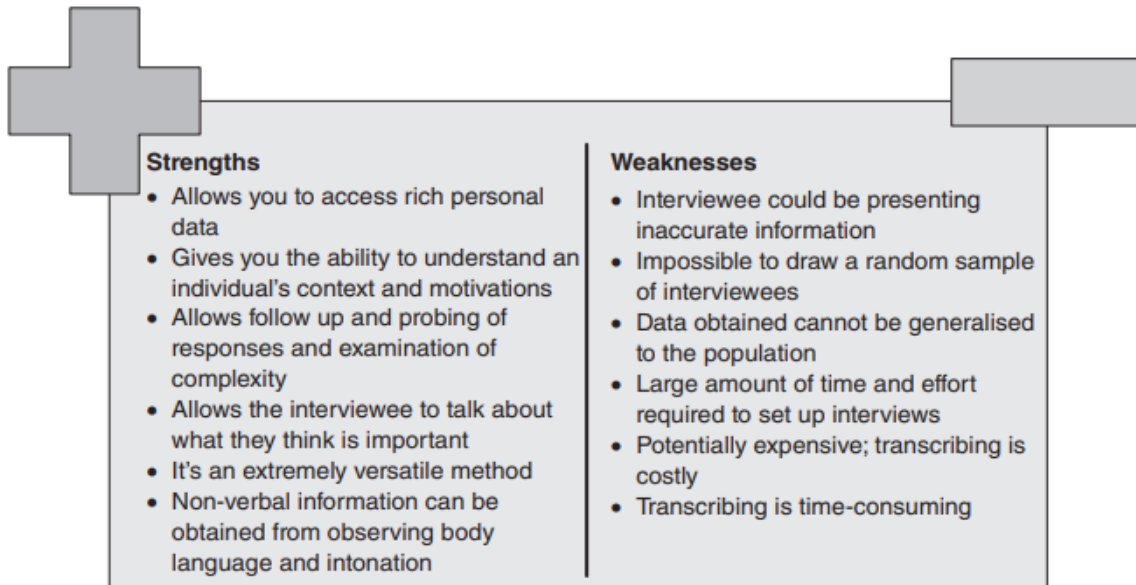 Strengths
• Allows you to access rich personal
data
• Gives you the ability to understand an
individual's context and motivations
• Allows follow up and probing of
responses and examination of
complexity
• Allows the interviewee to talk about
what they think is important
• It's an extremely versatile method
• Non-verbal information can be
obtained from observing body
language and intonation
Weaknesses
• Interviewee could be presenting
inaccurate information
• Impossible to draw a random sample
of interviewees
• Data obtained cannot be generalised
to the population
• Large amount of time and effort
required to set up interviews
• Potentially expensive; transcribing is
costly
• Transcribing is time-consuming